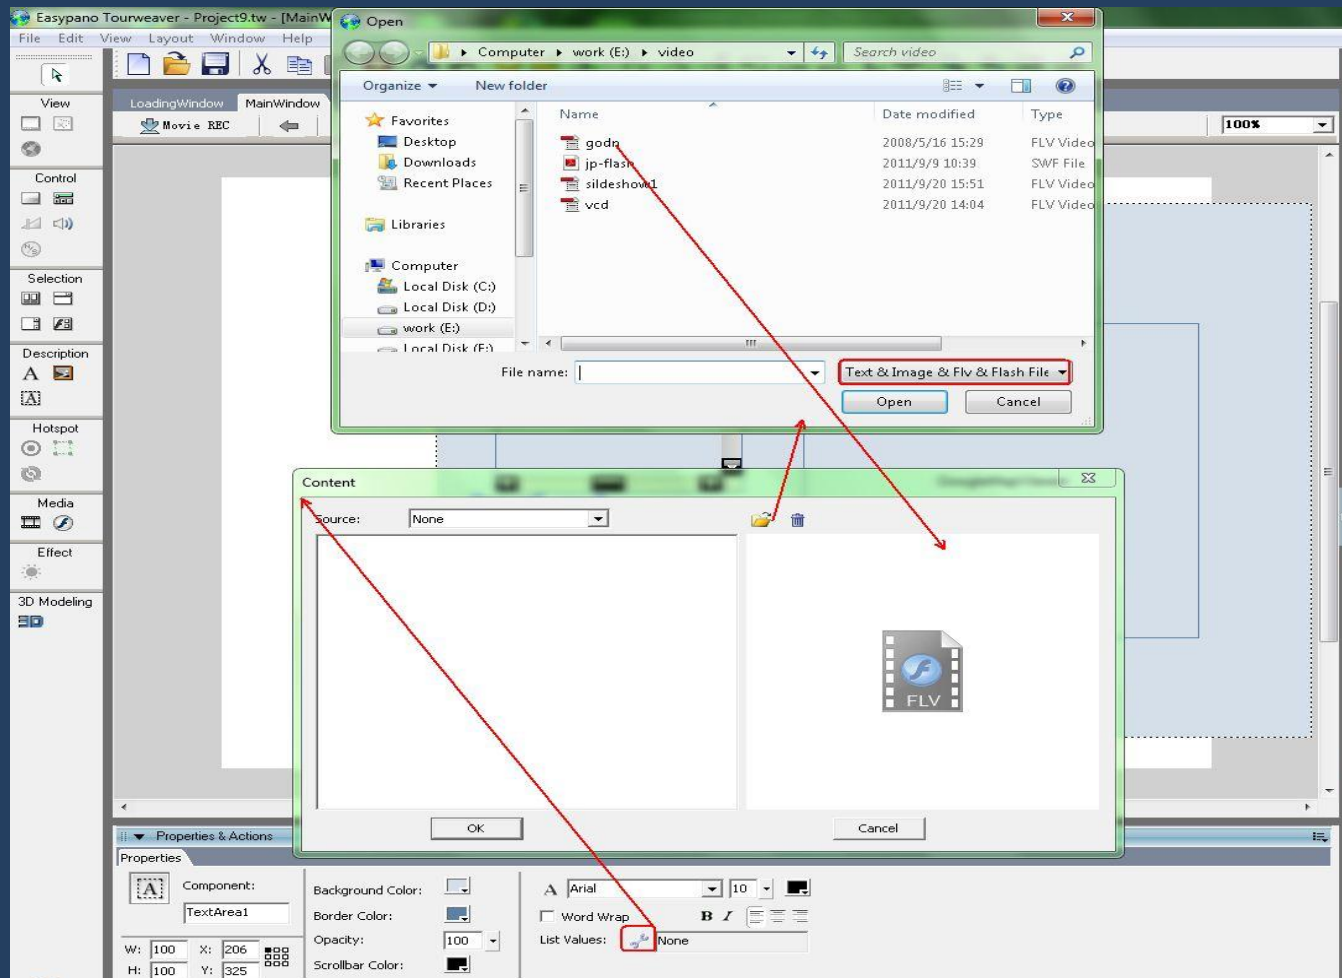 Easypano Tourweaver - Project9.tw - [MainW
File Edit View Layout Window Help
View
Control
Selection
Description
A
A
Hotspot
Media
Effect
3D Modeling
3D
LoadingWindow MainWindow
Movie REC
100%
Open
Computer work (E:) video
Search video
Organize New folder
Favorites
Desktop
Downloads
Recent Places
Libraries
Computer
Local Disk (C:)
Local Disk (D:)
work (E:)
Local Disk (F:)
Name Date modified Type
godn 2008/5/16 15:29 FLV Video
jp-flash 2011/9/9 10:39 SWF File
sildeshow1 2011/9/20 15:51 FLV Video
vcd 2011/9/20 14:04 FLV Video
File name:
Text & Image & Flv & Flash File
Open Cancel
Content
Source: None
FLV
OK Cancel
Properties & Actions
Properties
A Component:
TextArea1
W: 100 X: 206
H: 100 Y: 325
Background Color:
Border Color:
Opacity: 100
Scrollbar Color:
A Arial 10
Word Wrap B I
List Values: None